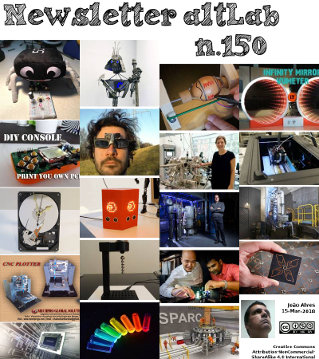 Newsletter altLab
n.150
INFINITY MIRROR
DIY CONSOLE
PRINT YOUR OWN PC
CNC PLOTTER
SPARC
João Alves
15-Mar-2018
Creative Commons
Attribution-NonCommercial-
ShareAlike 4.0 International